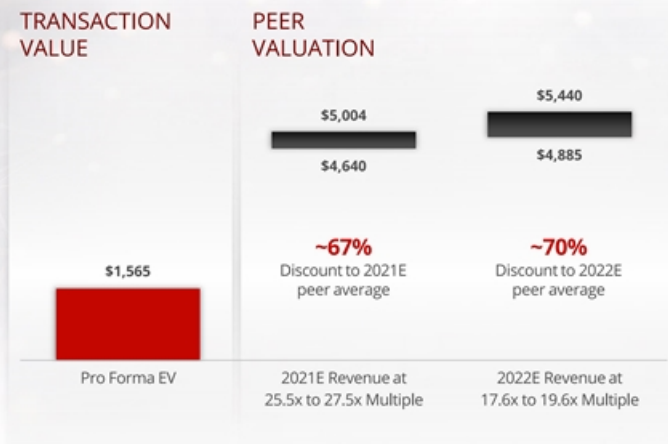 TRANSACTION
VALUE
$1,565
Pro Forma EV
PEER
VALUATION
$5,004
$4,640
~67%
Discount to 2021E
peer average
2021E Revenue at
25.5x to 27.5x Multiple
$5,440
$4,885
~70%
Discount to 2022E
peer average
2022E Revenue at
17.6x to 19.6x Multiple